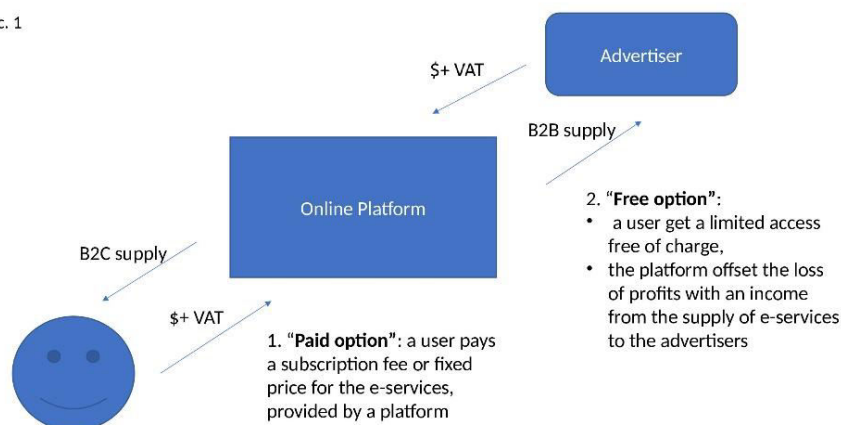 c. 1
Advertiser
$+ VAT
B2B supply
Online Platform
2. “Free option”:
• a user get a limited access
free of charge,
• the platform offset the loss
of profits with an income
from the supply of e-services
to the advertisers
B2C supply
$+ VAT
1. “Paid option”: a user pays
a subscription fee or fixed
price for the e-services,
provided by a platform